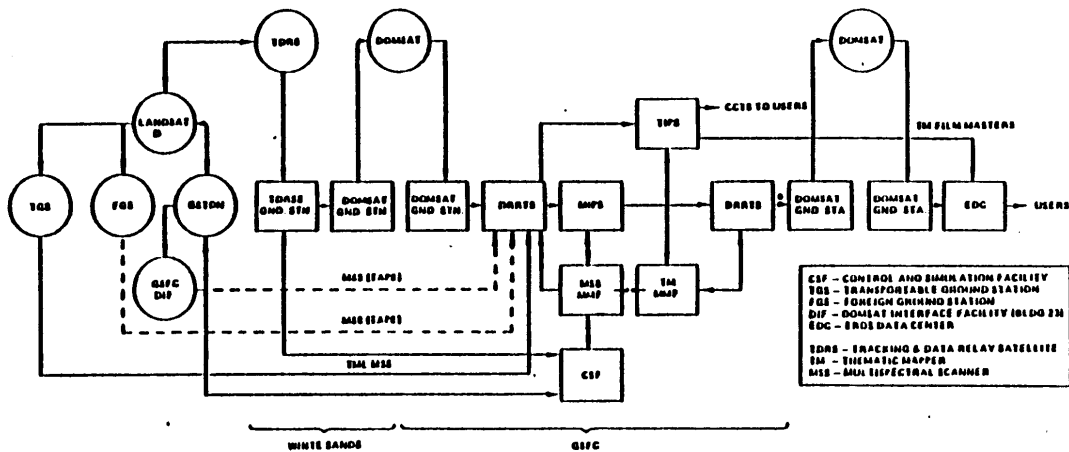 TDRS
DOMSAT
DOMSAT
LANDSAT
D
TIPS
CCTS TO USERS
TM FILM MASTERS
TGS
FGS
GSTDN
TDRSS
GND. STN
DOMSAT
GND STN
DOMSAT
GND STN.
DARTS
MIPS
DARTS
DOMSAT
GND STA
DOMSAT
GND STA.
EDC
USERS
GSFC
DIF
MSS (TAPE)
MSS
MMF
TM
MMF
MSS (TAPE)
TM, MSS
CSF
CSF – CONTROL AND SIMULATION FACILITY
TGS – TRANSPORTABLE GROUND STATION
FGS – FOREIGN GROUND STATION
DIF – DOMSAT INTERFACE FACILITY (BLDG 23)
EDC – EROS DATA CENTER
TDRS – TRACKING & DATA RELAY SATELLITE
TM – THEMATIC MAPPER
MSS – MULTISPECTRAL SCANNER
WHITE SANDS
GSFC